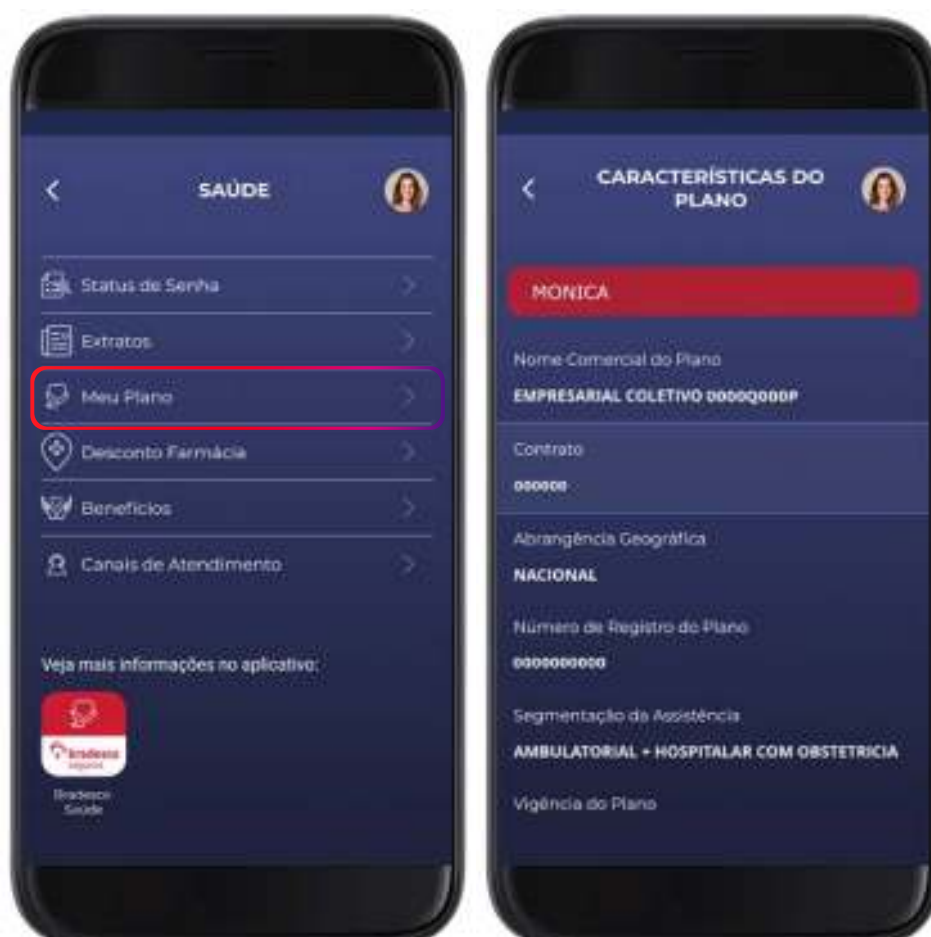 SAÚDE
Status de Senha
Extratos
Meu Plano
Desconto Farmácia
Benefícios
Canais de Atendimento
Veja mais informações no aplicativo:
Bradesco
seguros
Bradesco
Saúde
CARACTERÍSTICAS DO
PLANO
MONICA
Nome Comercial do Plano
EMPRESARIAL COLETIVO 0000Q000P
Contrato
000000
Abrangência Geográfica
NACIONAL
Número de Registro do Plano
0000000000
Segmentação da Assistência
AMBULATORIAL + HOSPITALAR COM OBSTETRICIA
Vigência do Plano